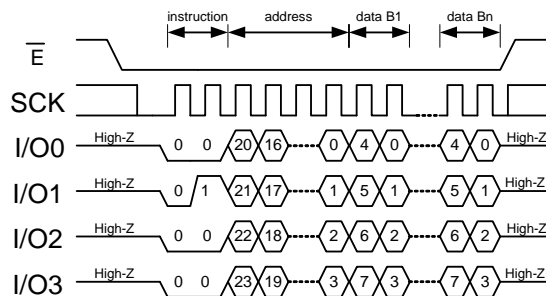 instruction address data B1 data Bn
E
SCK
I/O0 High-Z 0 0 20 16 0 4 0 4 0 High-Z
I/O1 High-Z 0 1 21 17 1 5 1 5 1 High-Z
I/O2 High-Z 0 0 22 18 2 6 2 6 2 High-Z
I/O3 High-Z 0 0 23 19 3 7 3 7 3 High-Z